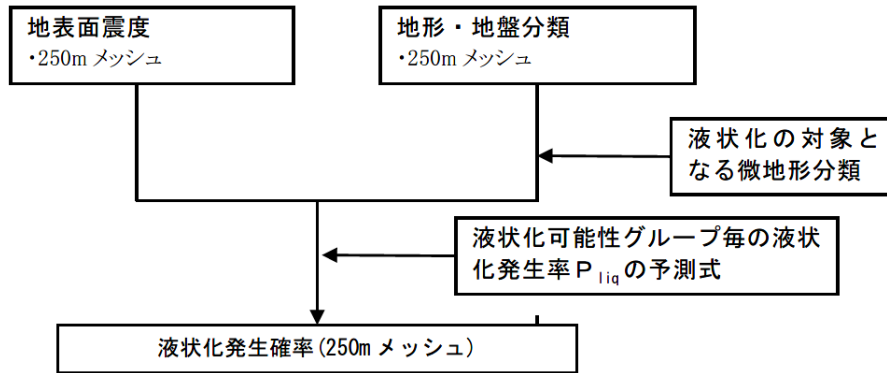 地表面震度
・250m メッシュ
地形・地盤分類
・250m メッシュ
液状化の対象と
なる微地形分類
液状化可能性グループ毎の液状
化発生率Ｐliqの予測式
液状化発生確率(250m メッシュ)